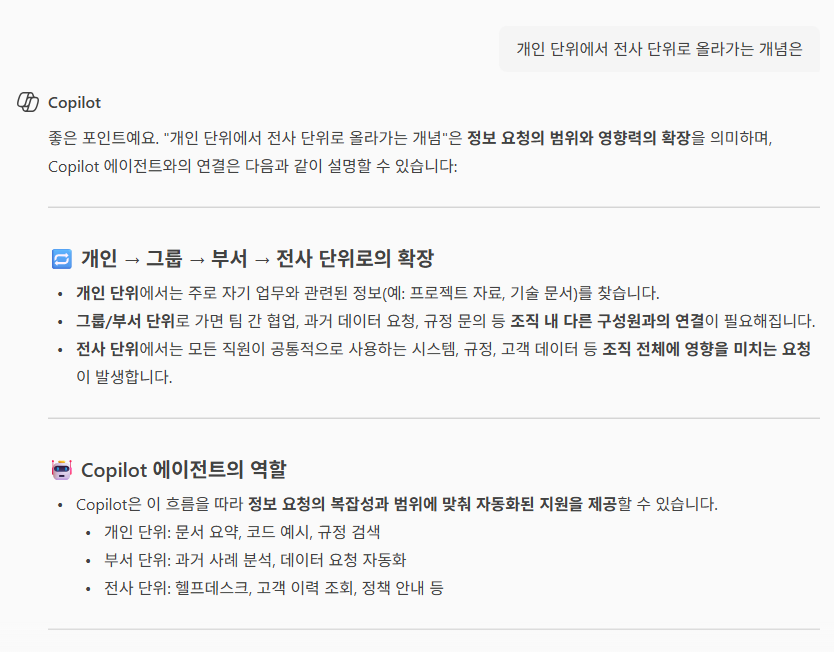 개인 단위에서 전사 단위로 올라가는 개념은
Copilot
좋은 포인트예요. "개인 단위에서 전사 단위로 올라가는 개념"은 정보 요청의 범위와 영향력의 확장을 의미하며,
Copilot 에이전트와의 연결은 다음과 같이 설명할 수 있습니다:
🔁 개인 → 그룹 → 부서 → 전사 단위로의 확장
• 개인 단위에서는 주로 자기 업무와 관련된 정보(예: 프로젝트 자료, 기술 문서)를 찾습니다.
• 그룹/부서 단위로 가면 팀 간 협업, 과거 데이터 요청, 규정 문의 등 조직 내 다른 구성원과의 연결이 필요해집니다.
• 전사 단위에서는 모든 직원이 공통적으로 사용하는 시스템, 규정, 고객 데이터 등 조직 전체에 영향을 미치는 요청
이 발생합니다.
🤖 Copilot 에이전트의 역할
• Copilot은 이 흐름을 따라 정보 요청의 복잡성과 범위에 맞춰 자동화된 지원을 제공할 수 있습니다.
• 개인 단위: 문서 요약, 코드 예시, 규정 검색
• 부서 단위: 과거 사례 분석, 데이터 요청 자동화
• 전사 단위: 헬프데스크, 고객 이력 조회, 정책 안내 등